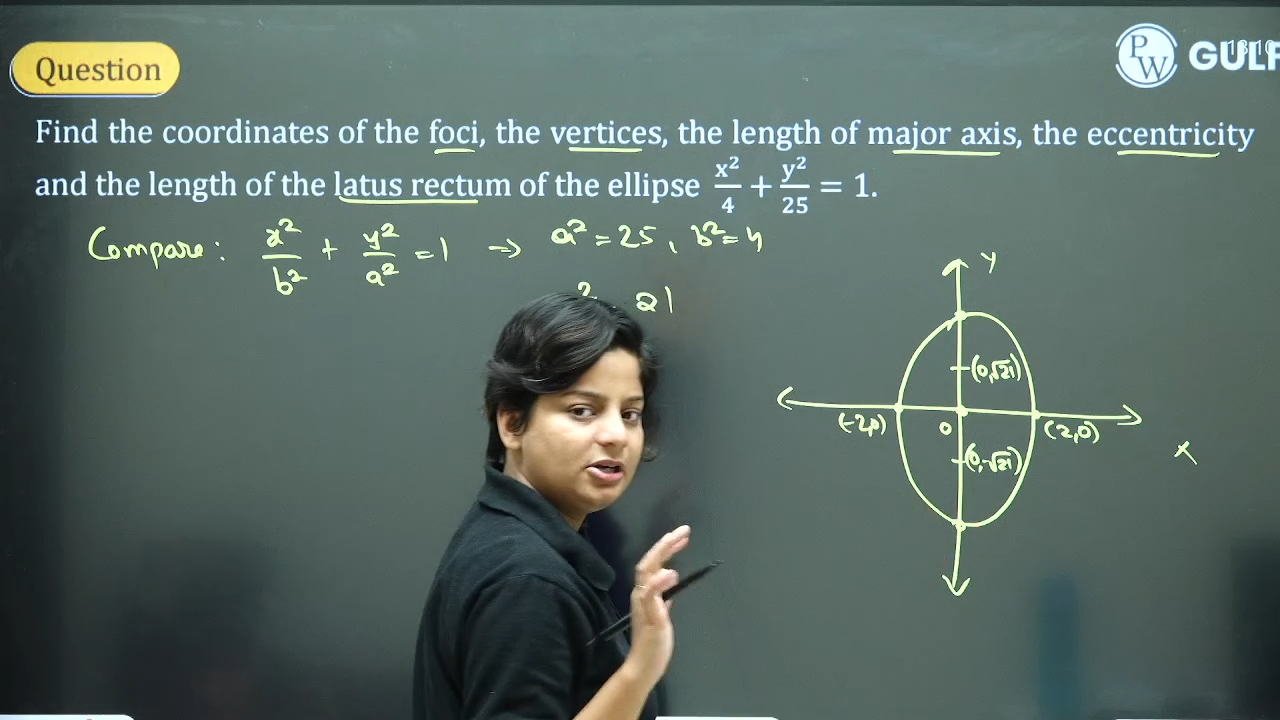 Question
PW GULF
Find the coordinates of the foci, the vertices, the length of major axis, the eccentricity
and the length of the latus rectum of the ellipse x²/4 + y²/25 = 1.
Compare: x²/b² + y²/a² = 1 → a² = 25, b² = 4
2 21
y
(0,√21)
(-2,0) 0 (2,0)
x
(0,-√21)